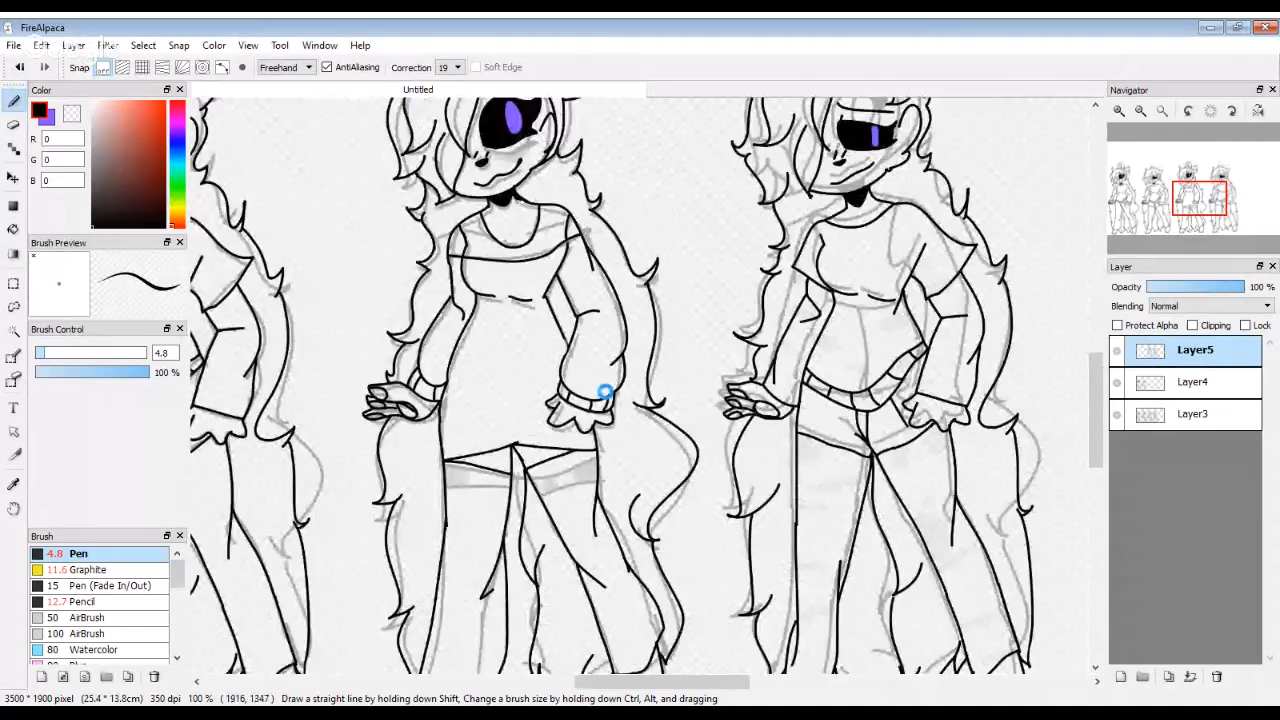 FireAlpaca
File Edit Layer Filter Select Snap Color View Tool Window Help
Snap OFF Freehand AntiAliasing Correction 19 Soft Edge
Color
Untitled
Navigator
R 0
G 0
B 0
Brush Preview
Layer
Opacity 100 %
Blending Normal
Protect Alpha Clipping Lock
Brush Control
4.8
100 %
Layer5
Layer4
Layer3
Brush
4.8 Pen
11.6 Graphite
15 Pen (Fade In/Out)
12.7 Pencil
50 AirBrush
100 AirBrush
80 Watercolor
3500 * 1900 pixel (25.4 * 13.8cm) 350 dpi 100 % ( 1916, 1347 ) Draw a straight line by holding down Shift, Change a brush size by holding down Ctrl, Alt, and dragging